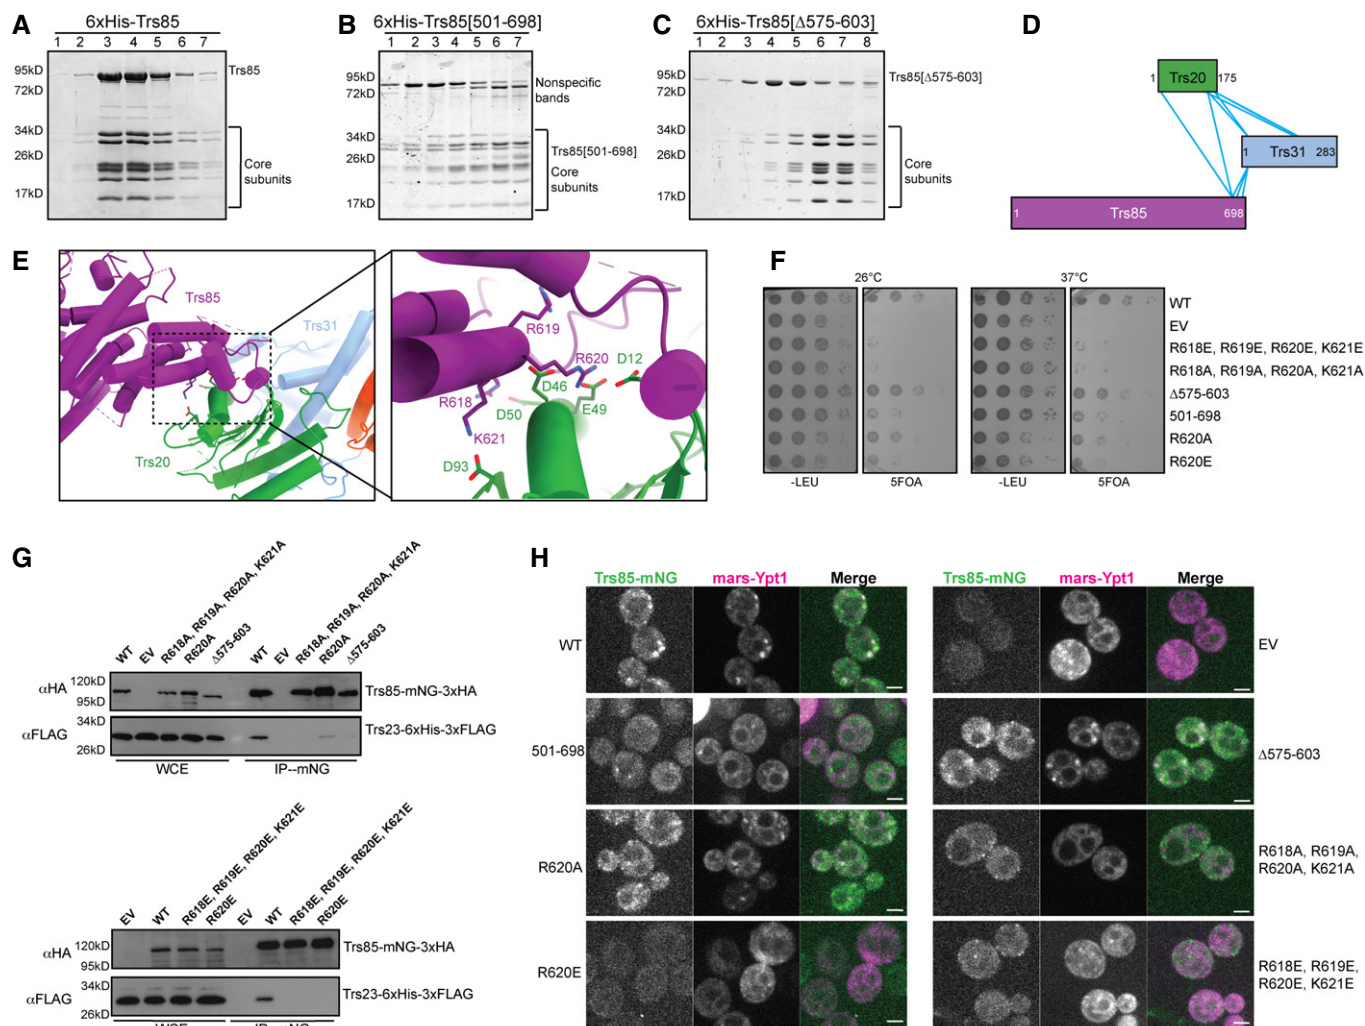 A
6xHis-Trs85
1 2 3 4 5 6 7
95kD
72kD
34kD
26kD
17kD
Trs85
Core
subunits
B
6xHis-Trs85[501-698]
1 2 3 4 5 6 7
95kD
72kD
34kD
26kD
17kD
Nonspecific
bands
Trs85[501-698]
Core
subunits
C
6xHis-Trs85[Δ575-603]
1 2 3 4 5 6 7 8
95kD
72kD
34kD
26kD
17kD
Trs85[Δ575-603]
Core
subunits
D
1 Trs20 175
1 Trs31 283
1 Trs85 698
E
Trs85
Trs31
Trs20
R619
R620
D12
D46
R618
D50
E49
K621
D93
F
26°C
37°C
WT
EV
R618E, R619E, R620E, K621E
R618A, R619A, R620A, K621A
Δ575-603
501-698
R620A
R620E
-LEU
5FOA
-LEU
5FOA
G
WT
EV
R618A, R619A, R620A, K621A
R620A
Δ575-603
WT
EV
R618A, R619A, R620A, K621A
R620A
Δ575-603
αHA
120kD
95kD
Trs85-mNG-3xHA
αFLAG
34kD
26kD
Trs23-6xHis-3xFLAG
WCE
IP--mNG
EV
WT
R618E, R619E, R620E, K621E
R620E
EV
WT
R618E, R619E, R620E, K621E
R620E
αHA
120kD
95kD
Trs85-mNG-3xHA
αFLAG
34kD
26kD
Trs23-6xHis-3xFLAG
WCE
IP--mNG
H
Trs85-mNG mars-Ypt1 Merge
Trs85-mNG mars-Ypt1 Merge
WT
EV
501-698
Δ575-603
R620A
R618A, R619A,
R620A, K621A
R620E
R618E, R619E,
R620E, K621E